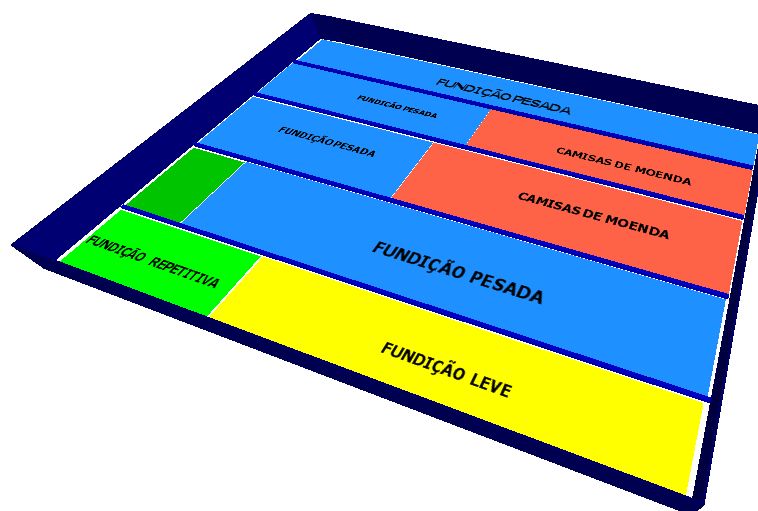 FUNDIÇÃO PESADA
FUNDIÇÃO PESADA
CAMISAS DE MOENDA
FUNDIÇÃO PESADA
CAMISAS DE MOENDA
FUNDIÇÃO PESADA
FUNDIÇÃO REPETITIVA
FUNDIÇÃO LEVE